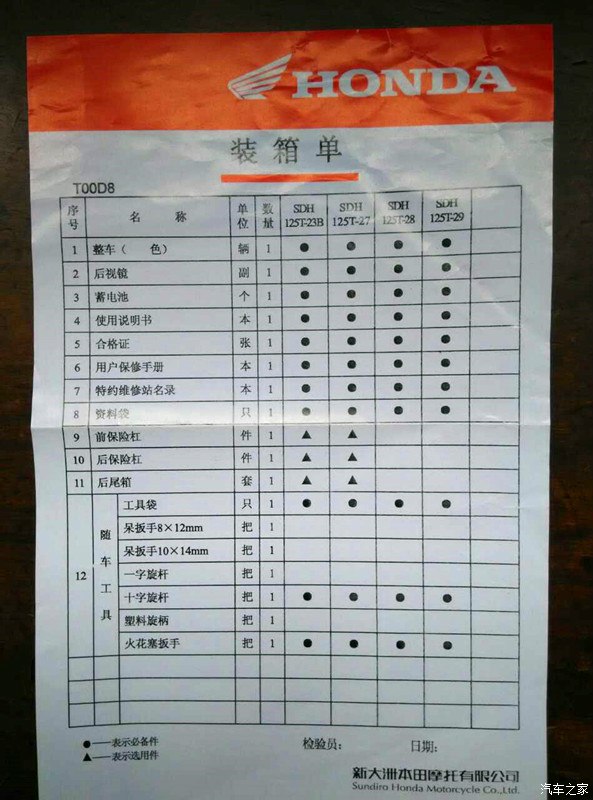 HONDA
装箱单
T00D8
序号 名 称 单位 数量 SDH 125T-23B SDH 125T-27 SDH 125T-28 SDH 125T-29
1 整车（ 色） 辆 1 ● ● ● ●
2 后视镜 副 1 ● ● ● ●
3 蓄电池 个 1 ● ● ● ●
4 使用说明书 本 1 ● ● ● ●
5 合格证 张 1 ● ● ● ●
6 用户保修手册 本 1 ● ● ● ●
7 特约维修站名录 本 1 ● ● ● ●
8 资料袋 只 1 ● ● ● ●
9 前保险杠 件 1 ▲ ▲
10 后保险杠 件 1 ▲ ▲
11 后尾箱 套 1 ▲ ▲
12 随车工具 工具袋 只 1 ● ● ● ●
呆扳手8×12mm 把 1
呆扳手10×14mm 把 1
一字旋杆 把 1
十字旋杆 把 1 ● ● ● ●
塑料旋柄 把 1
火花塞扳手 把 1 ● ● ● ●
●——表示必备件 检验员： 日期：
▲——表示选用件
新大洲本田摩托有限公司
Sundiro Honda Motorcycle Co.,Ltd.
汽车之家